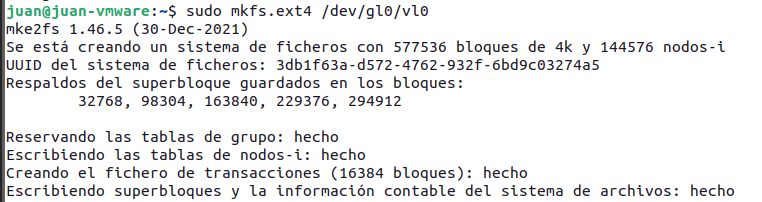 juan@juan-vmware:~$ sudo mkfs.ext4 /dev/gl0/vl0
mke2fs 1.46.5 (30-Dec-2021)
Se está creando un sistema de ficheros con 577536 bloques de 4k y 144576 nodos-i
UUID del sistema de ficheros: 3db1f63a-d572-4762-932f-6bd9c03274a5
Respaldos del superbloque guardados en los bloques:
        32768, 98304, 163840, 229376, 294912

Reservando las tablas de grupo: hecho
Escribiendo las tablas de nodos-i: hecho
Creando el fichero de transacciones (16384 bloques): hecho
Escribiendo superbloques y la información contable del sistema de archivos: hecho